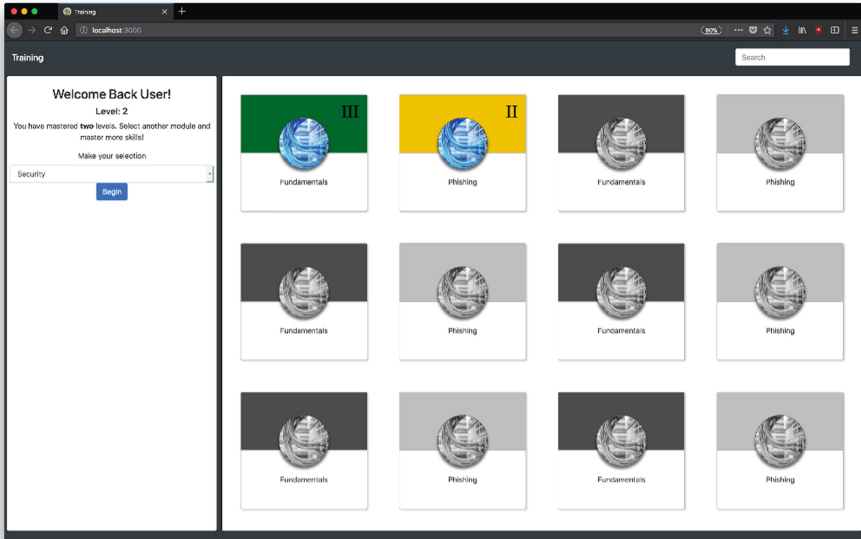 Training
localhost:3000
90%
Training
Search
Welcome Back User!
Level: 2
You have mastered two levels. Select another module and
master more skills!
Make your selection
Security
Begin
III
Fundamentals
II
Phishing
Fundamentals
Phishing
Fundamentals
Phishing
Fundamentals
Phishing
Fundamentals
Phishing
Fundamentals
Phishing